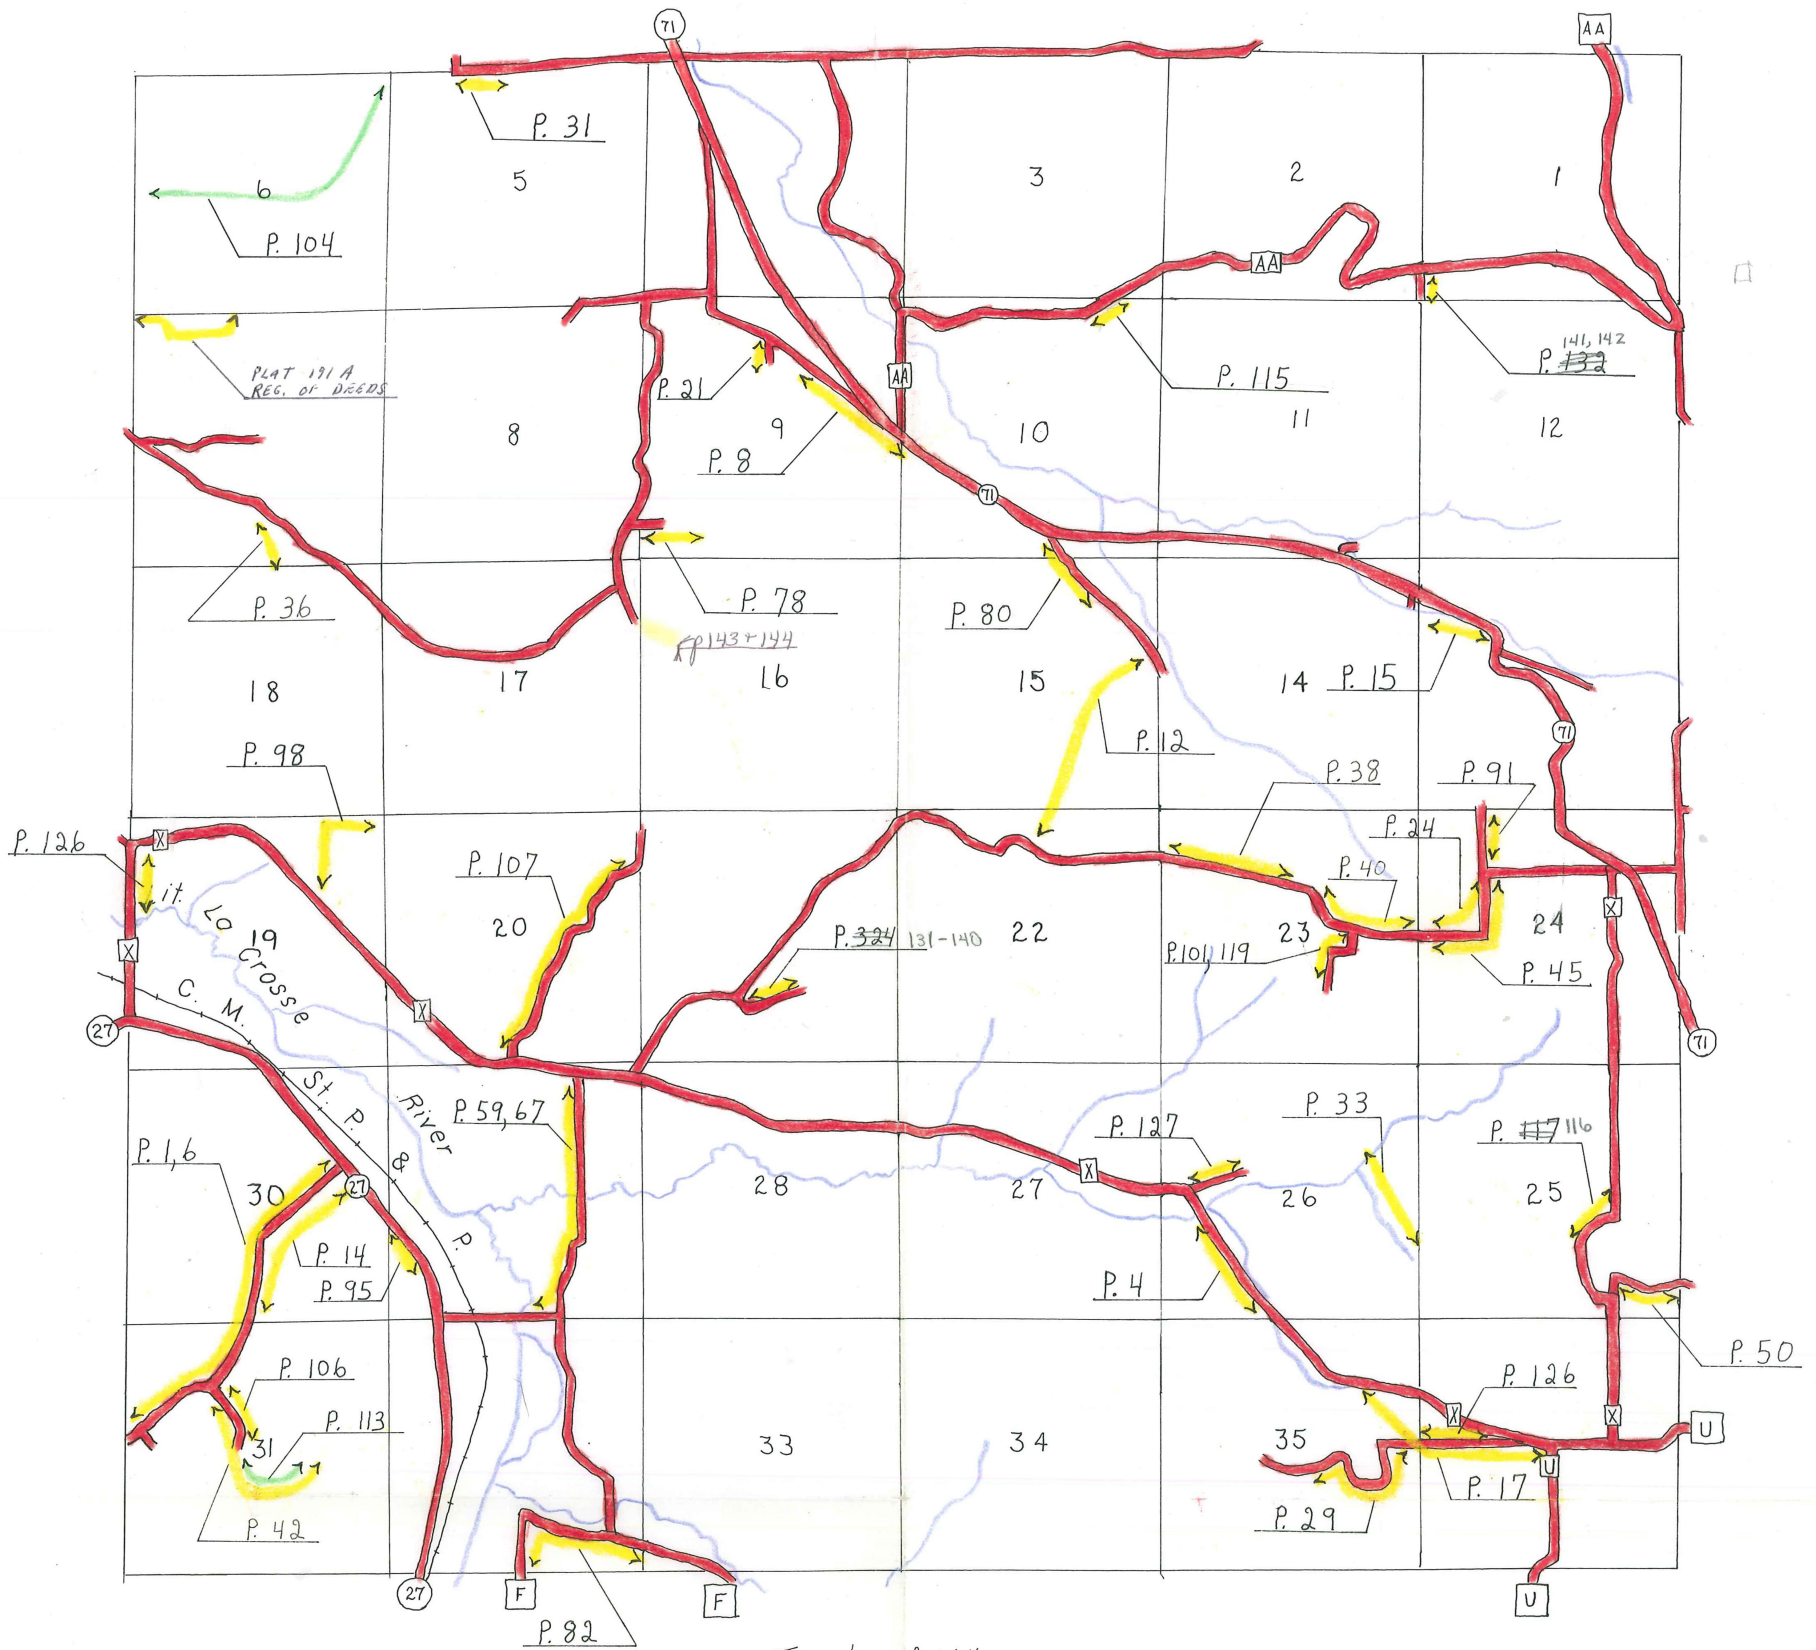 71
AA
P. 31
6
5
3
2
1
P. 104
AA
PLAT 191 A
REG. OF DEEDS
P. 21
AA
P. 115
141, 142
P. 132
8
9
10
11
12
P. 8
71
P. 36
P. 78
P. 80
143 + 144
18
17
16
15
14
P. 15
71
P. 98
P. 12
P. 38
P. 91
P. 126
X
P. 107
P. 24
P. 40
it.
La
Crosse
River
19
20
P. 324 131-140
22
23
24
X
P. 101, 119
P. 45
X
C. M. St. P. & P.
X
27
71
P. 59, 67
P. 127
P. 33
P. 117 116
P. 1, 6
30
27
28
27
X
26
25
P. 14
P. 95
P. 4
P. 50
P. 106
P. 126
P. 113
31
33
34
35
X
X
U
U
P. 42
P. 29
P. 17
27
F
F
U
P. 82